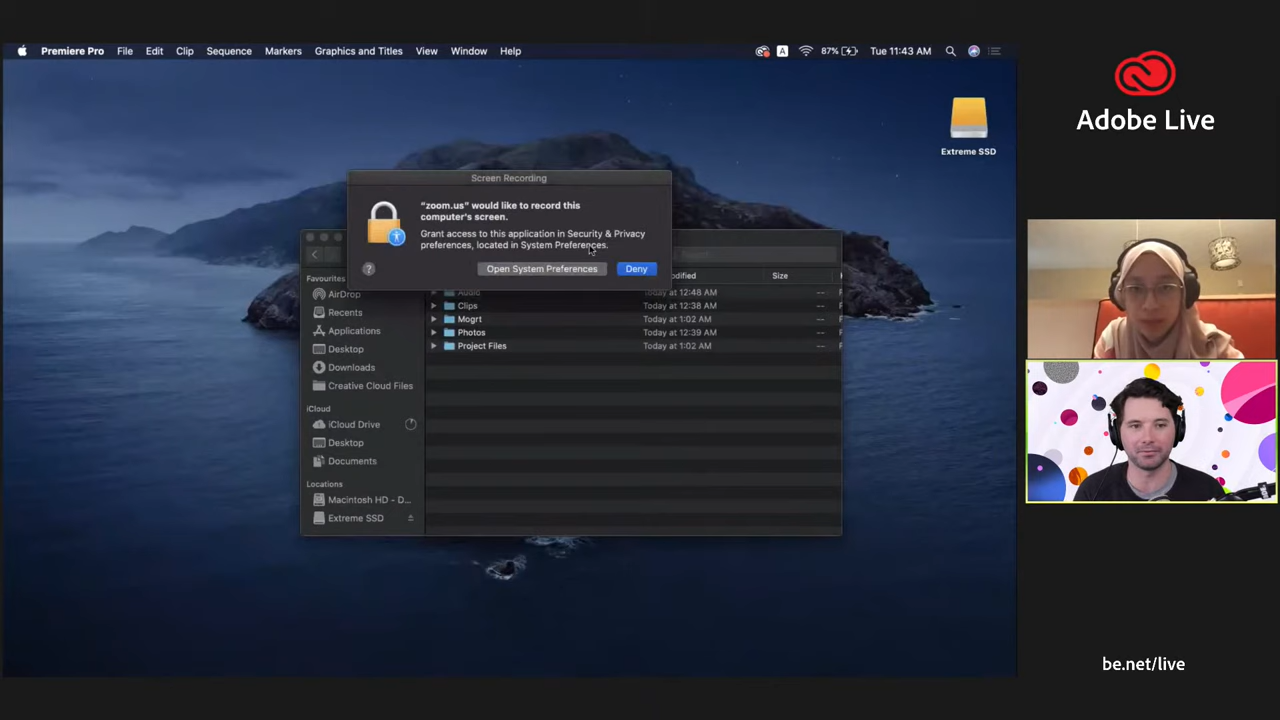 Premiere Pro File Edit Clip Sequence Markers Graphics and Titles View Window Help
A 87% Tue 11:43 AM
Extreme SSD
Screen Recording
“zoom.us” would like to record this
computer's screen.
Grant access to this application in Security & Privacy
preferences, located in System Preferences.
? Open System Preferences Deny
Size
Favourites
AirDrop
Recents
Applications
Desktop
Downloads
Creative Cloud Files
iCloud
iCloud Drive
Desktop
Documents
Locations
Macintosh HD - D...
Extreme SSD
Audio Today at 12:48 AM --
Clips Today at 12:38 AM --
Mogrt Today at 1:02 AM --
Photos Today at 12:39 AM --
Project Files Today at 1:02 AM --
Adobe Live
be.net/live